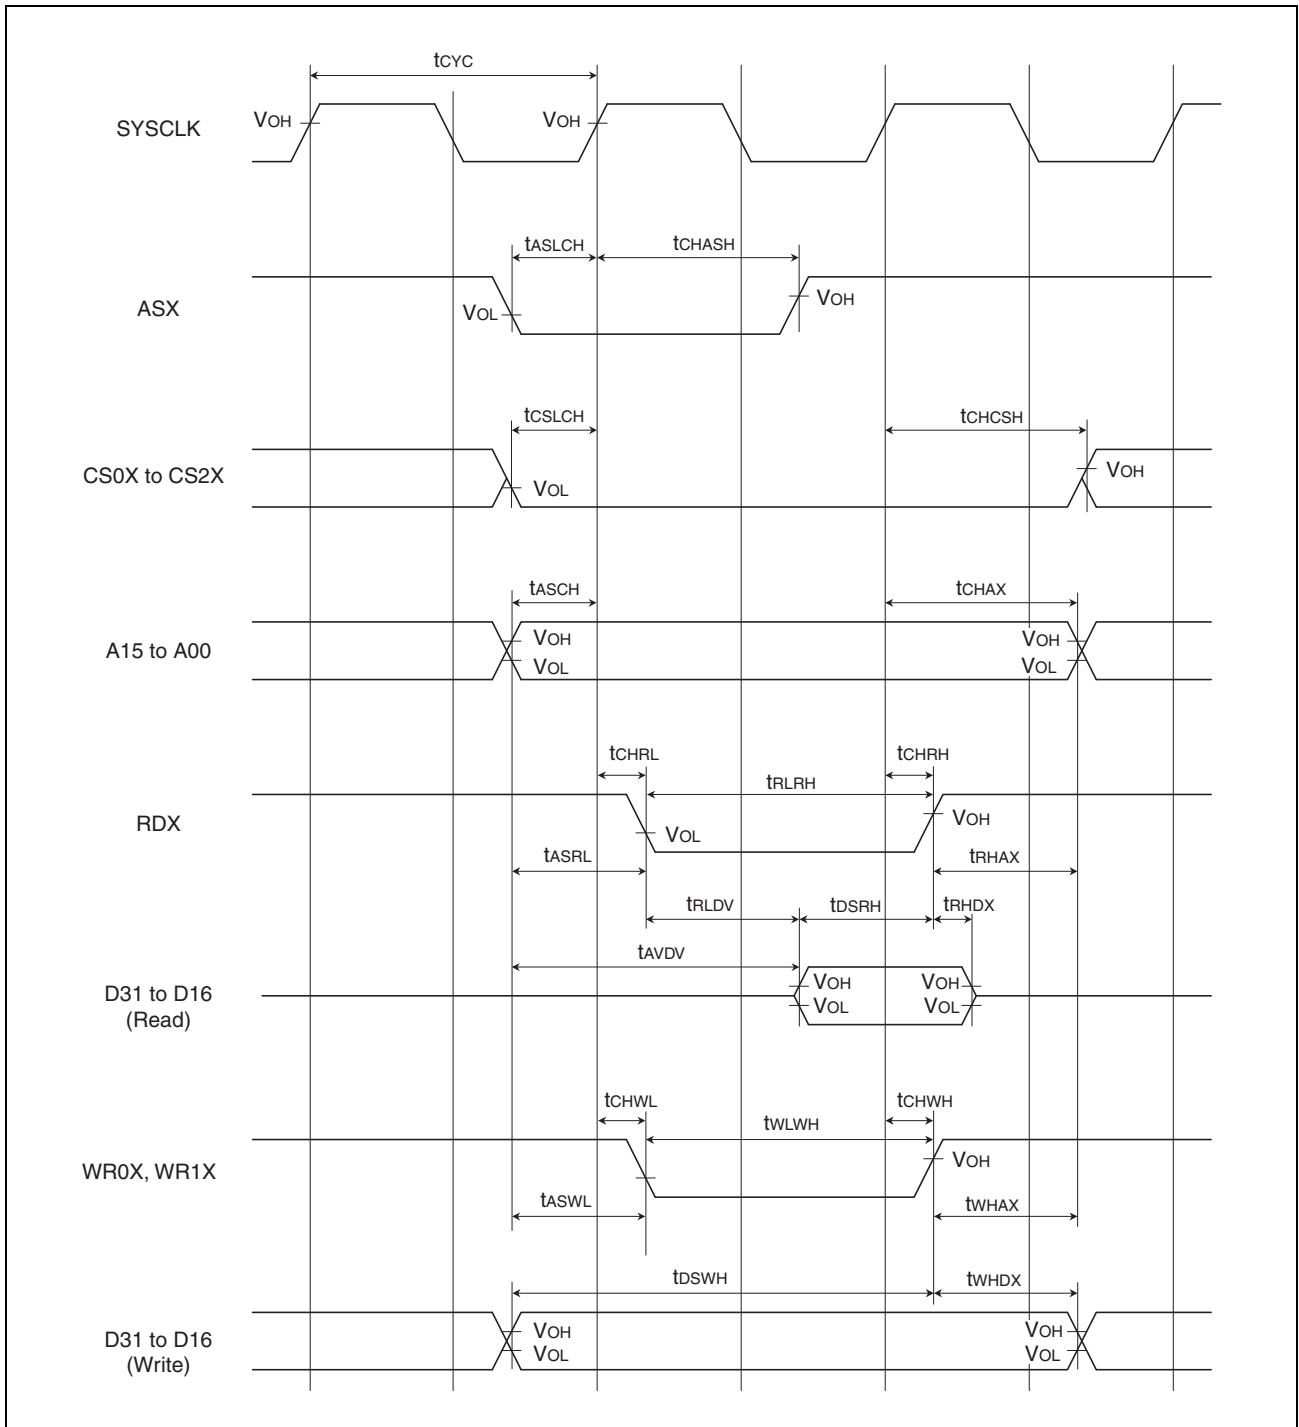 tCYC
SYSCLK
VOH
VOH
tASLCH
tCHASH
ASX
VOL
VOH
tCSLCH
tCHCSH
CS0X to CS2X
VOL
VOH
tASCH
tCHAX
A15 to A00
VOH
VOL
VOH
VOL
tCHRL
tCHRH
tRLRH
RDX
VOL
VOH
tASRL
tRHAX
tRLDV
tDSRH
tRHDX
tAVDV
D31 to D16
(Read)
VOH
VOL
VOH
VOL
tCHWL
tCHWH
tWLWH
WR0X, WR1X
VOH
tASWL
tWHAX
tDSWH
tWHDX
D31 to D16
(Write)
VOH
VOL
VOH
VOL